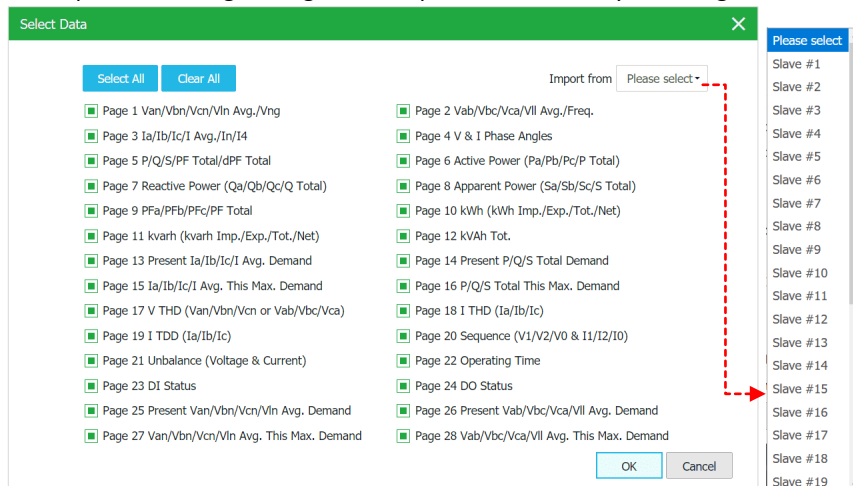 Select Data
Select All Clear All Import from Please select
Page 1 Van/Vbn/Vcn/Vln Avg./Vng Page 2 Vab/Vbc/Vca/Vll Avg./Freq.
Page 3 Ia/Ib/Ic/I Avg./In/I4 Page 4 V & I Phase Angles
Page 5 P/Q/S/PF Total/dPF Total Page 6 Active Power (Pa/Pb/Pc/P Total)
Page 7 Reactive Power (Qa/Qb/Qc/Q Total) Page 8 Apparent Power (Sa/Sb/Sc/S Total)
Page 9 PFa/PFb/PFc/PF Total Page 10 kWh (kWh Imp./Exp./Tot./Net)
Page 11 kvarh (kvarh Imp./Exp./Tot./Net) Page 12 kVAh Tot.
Page 13 Present Ia/Ib/Ic/I Avg. Demand Page 14 Present P/Q/S Total Demand
Page 15 Ia/Ib/Ic/I Avg. This Max. Demand Page 16 P/Q/S Total This Max. Demand
Page 17 V THD (Van/Vbn/Vcn or Vab/Vbc/Vca) Page 18 I THD (Ia/Ib/Ic)
Page 19 I TDD (Ia/Ib/Ic) Page 20 Sequence (V1/V2/V0 & I1/I2/I0)
Page 21 Unbalance (Voltage & Current) Page 22 Operating Time
Page 23 DI Status Page 24 DO Status
Page 25 Present Van/Vbn/Vcn/Vln Avg. Demand Page 26 Present Vab/Vbc/Vca/Vll Avg. Demand
Page 27 Van/Vbn/Vcn/Vln Avg. This Max. Demand Page 28 Vab/Vbc/Vca/Vll Avg. This Max. Demand
OK Cancel
Please select
Slave #1
Slave #2
Slave #3
Slave #4
Slave #5
Slave #6
Slave #7
Slave #8
Slave #9
Slave #10
Slave #11
Slave #12
Slave #13
Slave #14
Slave #15
Slave #16
Slave #17
Slave #18
Slave #19